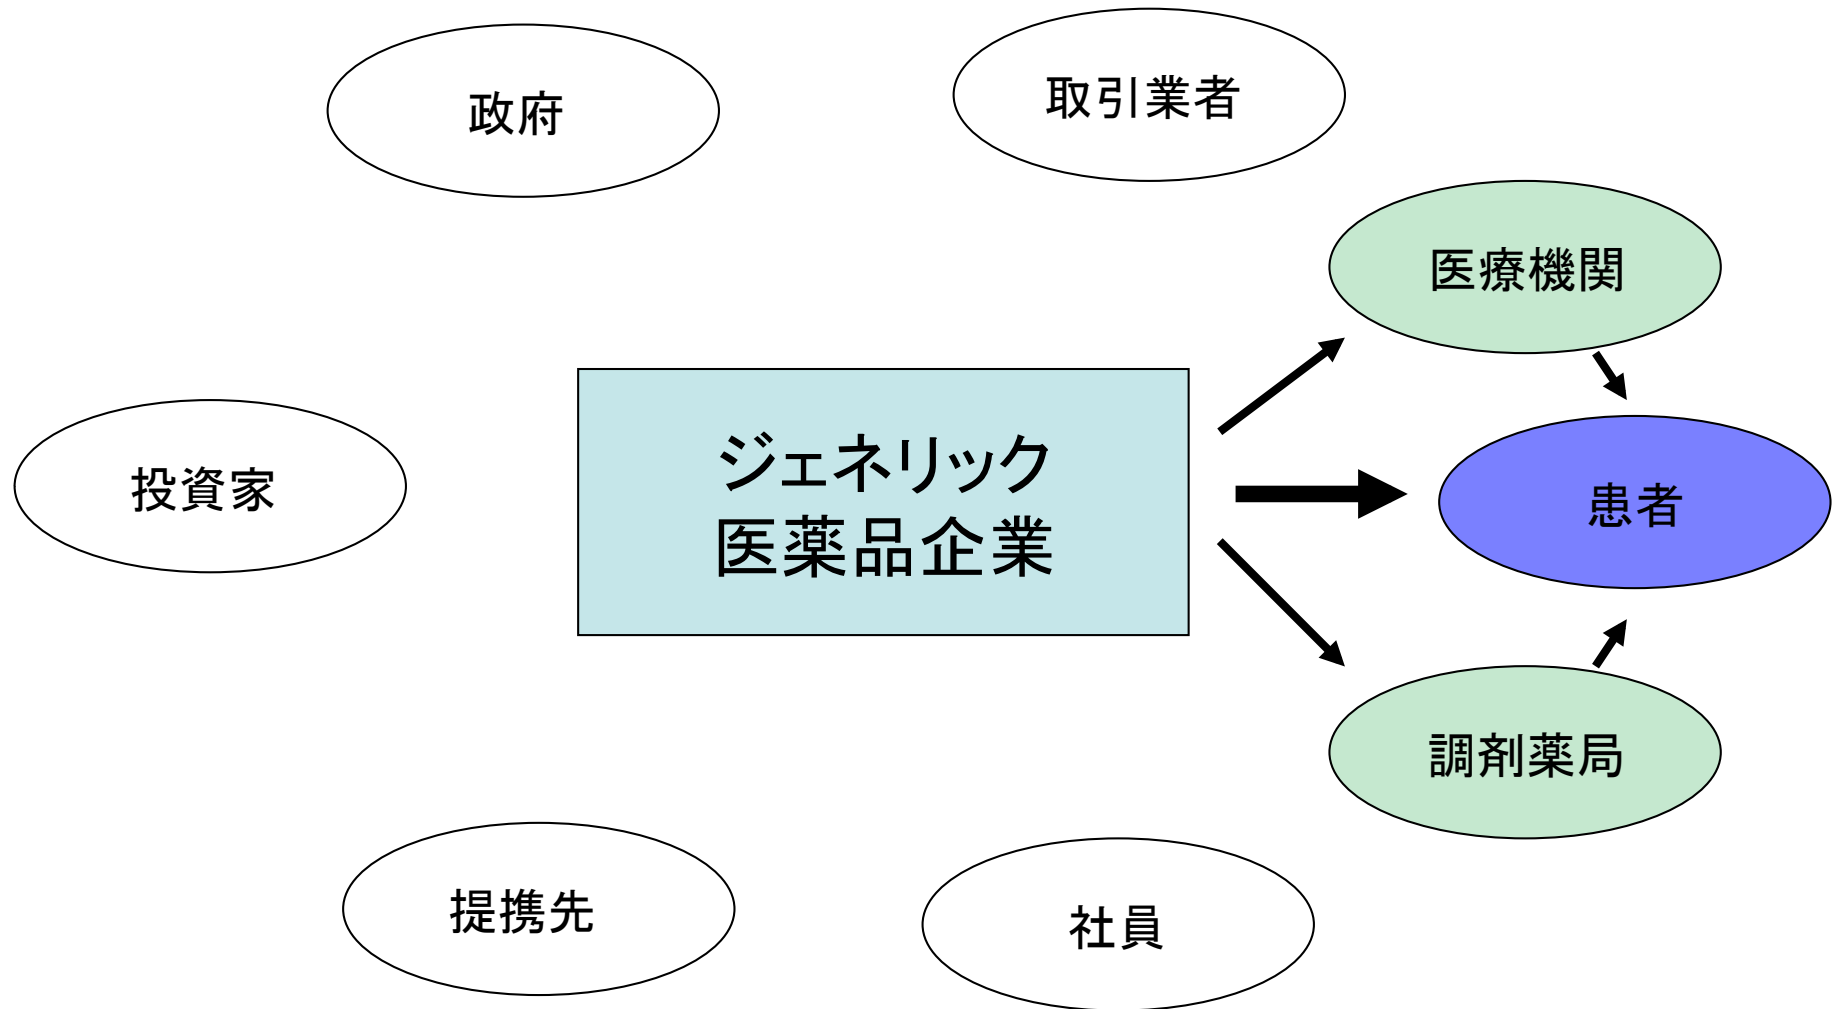 政府
取引業者
医療機関
ジェネリック
医薬品企業
投資家
患者
調剤薬局
提携先
社員